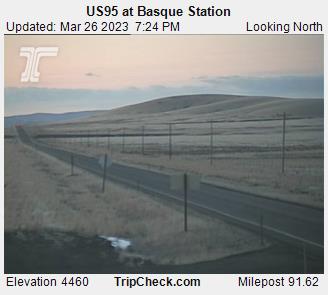 US95 at Basque Station
Updated: Mar 26 2023 7:24 PM Looking North
Elevation 4460 TripCheck.com Milepost 91.62